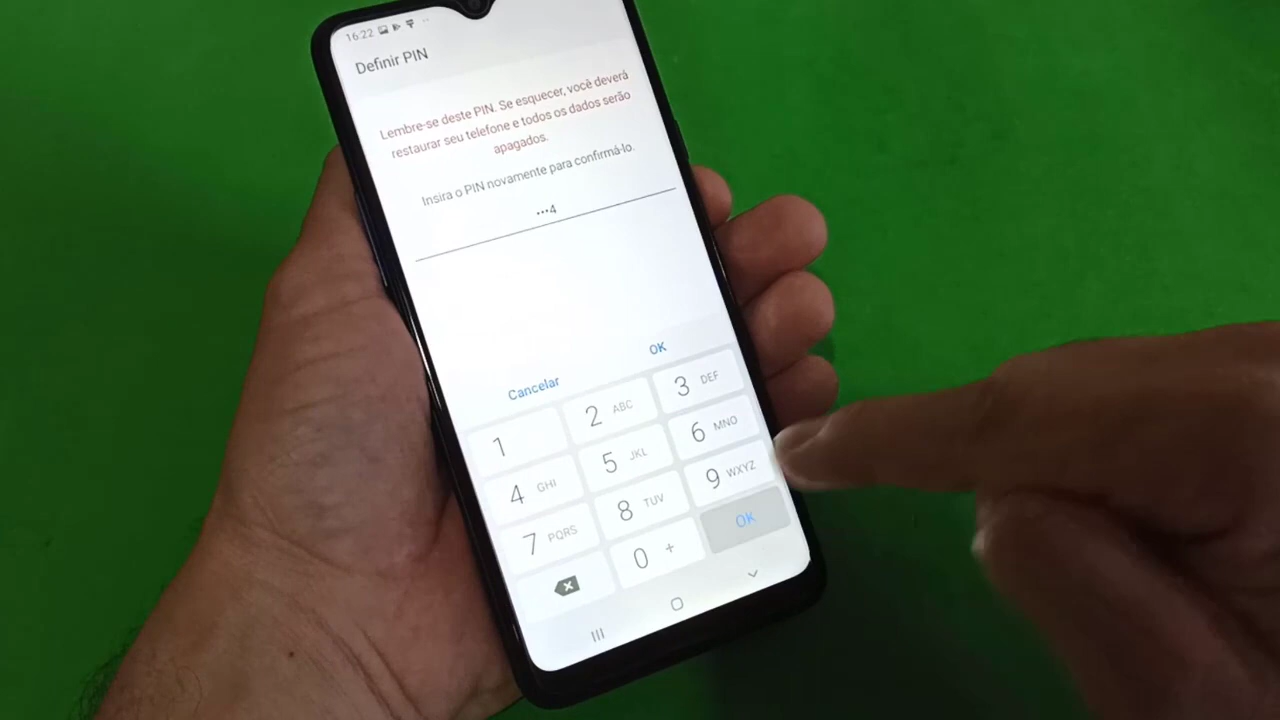 16:22
Definir PIN
Lembre-se deste PIN. Se esquecer, você deverá
restaurar seu telefone e todos os dados serão
apagados.
Insira o PIN novamente para confirmá-lo.
•••4
Cancelar OK
1 2 ABC 3 DEF
4 GHI 5 JKL 6 MNO
7 PQRS 8 TUV 9 WXYZ
0 + OK